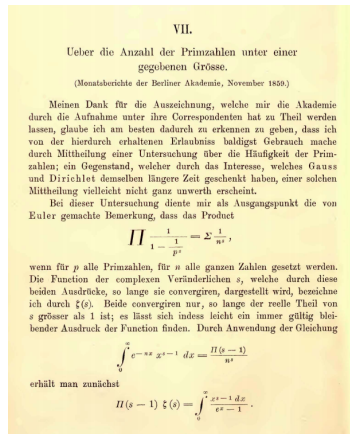 VII.
Ueber die Anzahl der Primzahlen unter einer
gegebenen Grösse.
(Monatsberichte der Berliner Akademie, November 1859.)
Meinen Dank für die Auszeichnung, welche mir die Akademie
durch die Aufnahme unter ihre Correspondenten hat zu Theil werden
lassen, glaube ich am besten dadurch zu erkennen zu geben, dass ich
von der hierdurch erhaltenen Erlaubniss baldigst Gebrauch mache
durch Mittheilung einer Untersuchung über die Häufigkeit der Prim-
zahlen; ein Gegenstand, welcher durch das Interesse, welches Gauss
und Dirichlet demselben längere Zeit geschenkt haben, einer solchen
Mittheilung vielleicht nicht ganz unwerth erscheint.
Bei dieser Untersuchung diente mir als Ausgangspunkt die von
Euler gemachte Bemerkung, dass das Product
∏ 1/(1 − 1/p^s) = Σ 1/n^s,
wenn für p alle Primzahlen, für n alle ganzen Zahlen gesetzt werden.
Die Function der complexen Veränderlichen s, welche durch diese
beiden Ausdrücke, so lange sie convergiren, dargestellt wird, bezeichne
ich durch ζ(s). Beide convergiren nur, so lange der reelle Theil von
s grösser als 1 ist; es lässt sich indess leicht ein immer gültig blei-
bender Ausdruck der Function finden. Durch Anwendung der Gleichung
∫_0^∞ e^{−nx} x^{s−1} dx = Π(s − 1)/n^s
erhält man zunächst
Π(s − 1) ζ(s) = ∫_0^∞ x^{s−1} dx/(e^x − 1).